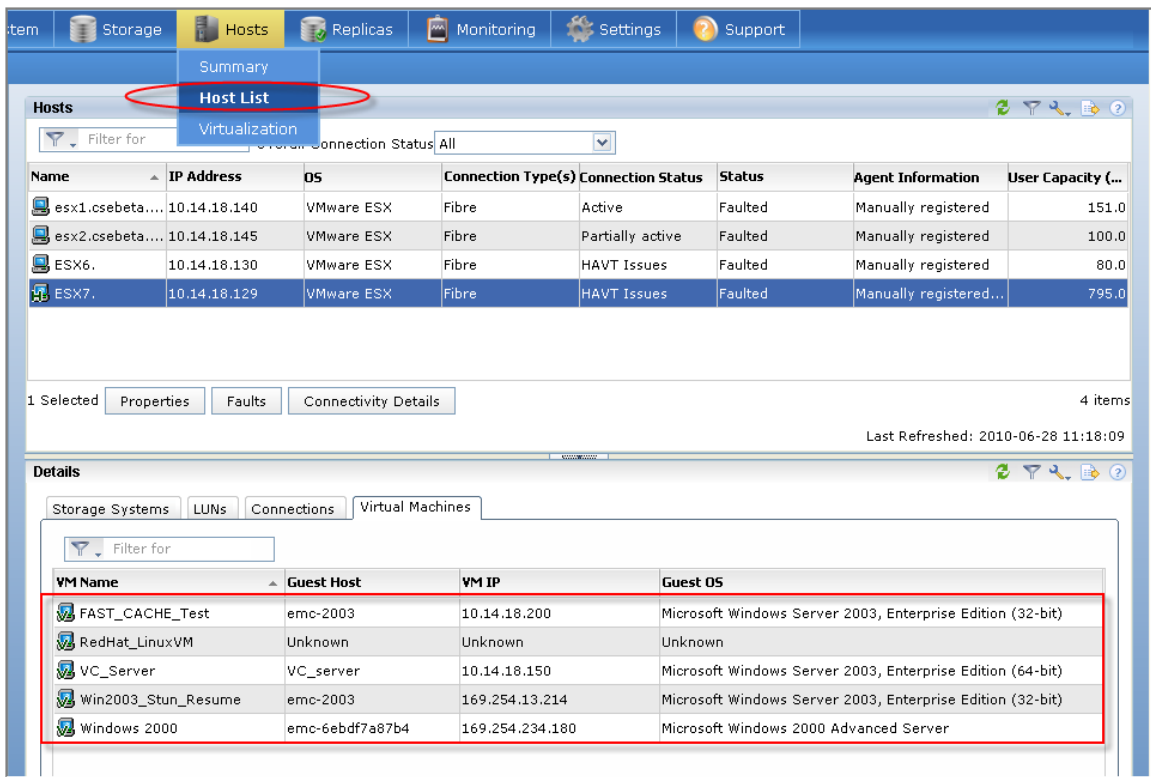 Storage Hosts Replicas Monitoring Settings Support
Summary
Host List
Virtualization
Hosts
Filter for Connection Status All
Name IP Address OS Connection Type(s) Connection Status Status Agent Information User Capacity (...
esx1.csebeta.... 10.14.18.140 VMware ESX Fibre Active Faulted Manually registered 151.0
esx2.csebeta.... 10.14.18.145 VMware ESX Fibre Partially active Faulted Manually registered 100.0
ESX6. 10.14.18.130 VMware ESX Fibre HAVT Issues Faulted Manually registered 80.0
ESX7. 10.14.18.129 VMware ESX Fibre HAVT Issues Faulted Manually registered... 795.0
1 Selected Properties Faults Connectivity Details 4 items
Last Refreshed: 2010-06-28 11:18:09
Details
Storage Systems LUNs Connections Virtual Machines
Filter for
VM Name Guest Host VM IP Guest OS
FAST_CACHE_Test emc-2003 10.14.18.200 Microsoft Windows Server 2003, Enterprise Edition (32-bit)
RedHat_LinuxVM Unknown Unknown Unknown
VC_Server VC_server 10.14.18.150 Microsoft Windows Server 2003, Enterprise Edition (64-bit)
Win2003_Stun_Resume emc-2003 169.254.13.214 Microsoft Windows Server 2003, Enterprise Edition (32-bit)
Windows 2000 emc-6ebdf7a87b4 169.254.234.180 Microsoft Windows 2000 Advanced Server